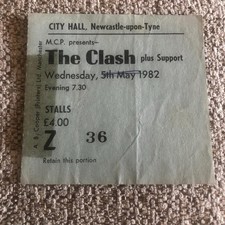 CITY HALL, Newcastle-upon-Tyne
M.C.P. presents—
The Clash plus Support
Wednesday, 5th May 1982
Evening 7.30
STALLS
£4.00
Z 36
Retain this portion